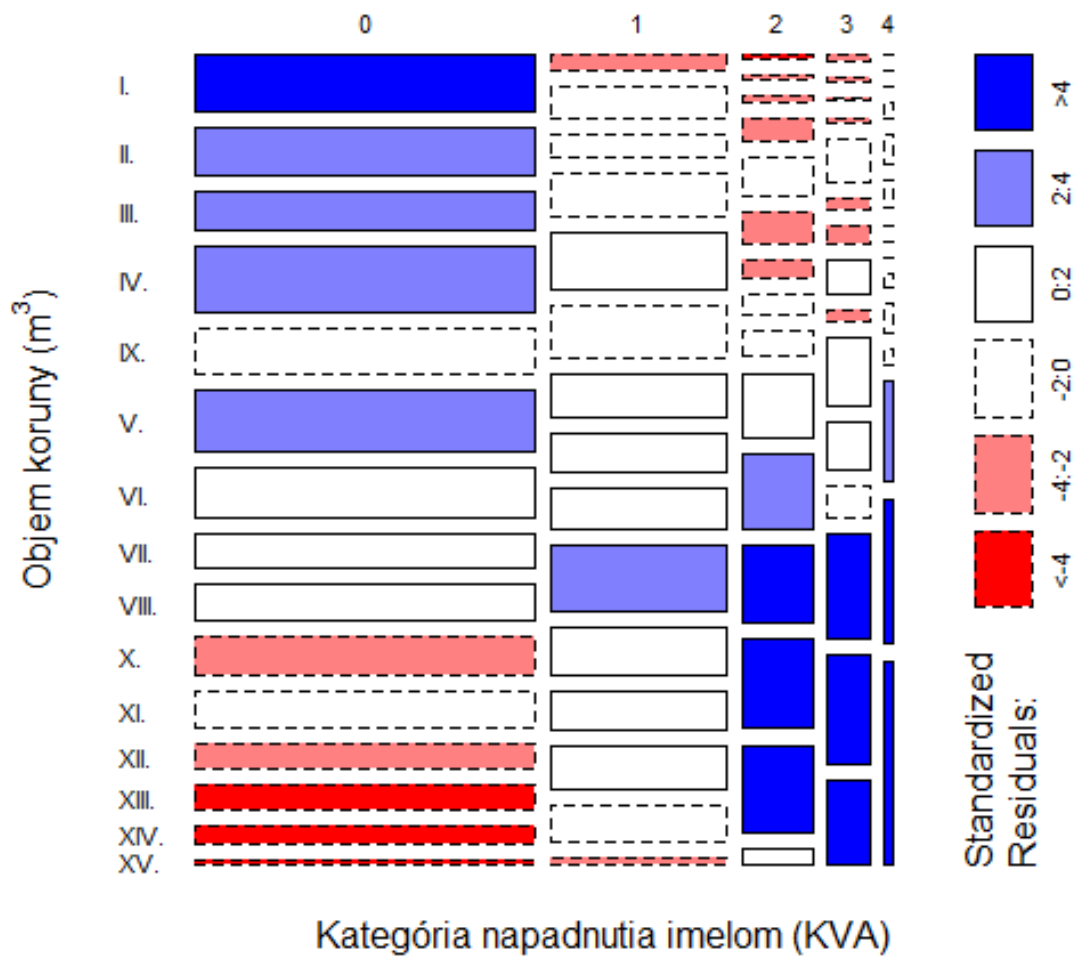 0 1 2 3 4
I.
II.
III.
IV.
IX.
V.
VI.
VII.
VIII.
X.
XI.
XII.
XIII.
XIV.
XV.
Objem koruny (m³)
Kategória napadnutia imelom (KVA)
>4
2:4
0:2
-2:0
-4:-2
<-4
Standardized
Residuals: